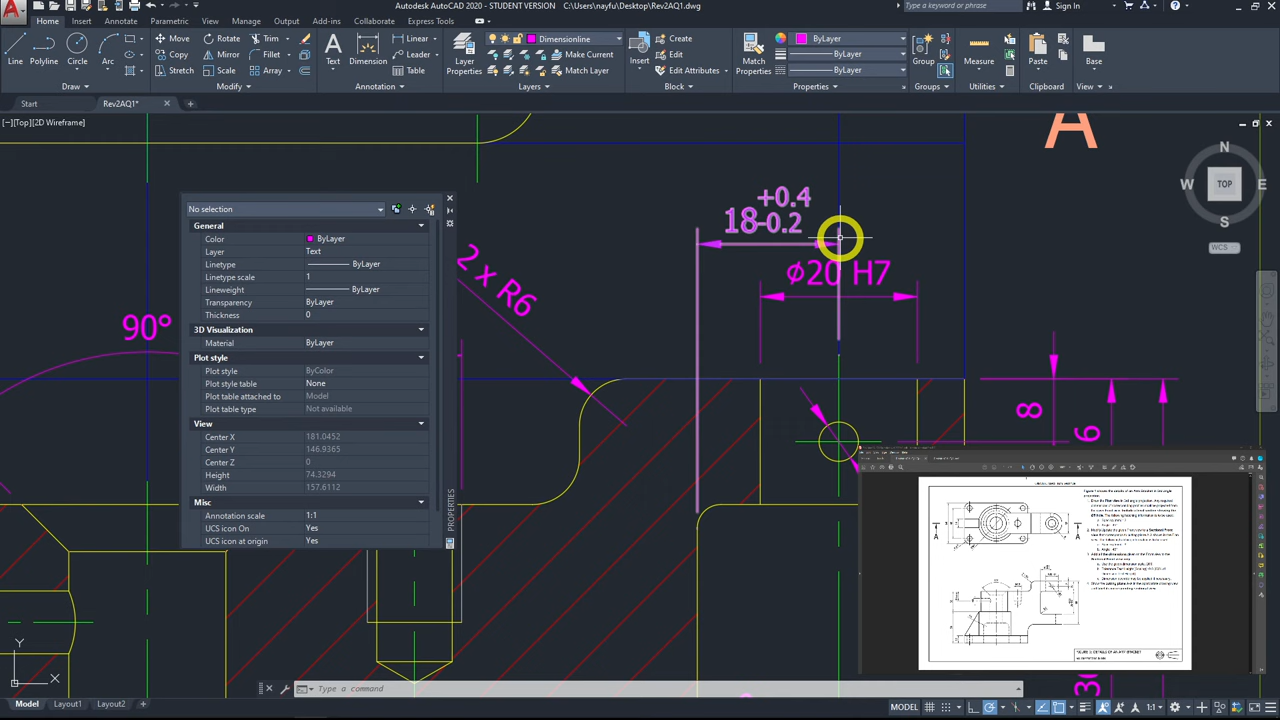 Autodesk AutoCAD 2020 - STUDENT VERSION C:\Users\nayfu\Desktop\Rev2AQ1.dwg
Type a keyword or phrase
Sign In
Home Insert Annotate Parametric View Manage Output Add-ins Collaborate Express Tools
Line Polyline Circle Arc
Move Rotate Trim
Copy Mirror Fillet
Stretch Scale Array
Text Dimension
Linear
Leader
Table
Layer Properties
Dimensionline
Make Current
Match Layer
Insert
Create
Edit
Edit Attributes
Match Properties
ByLayer
ByLayer
ByLayer
Group Measure Paste Base
Draw Modify Annotation Layers Block Properties Groups Utilities Clipboard View
Start Rev2AQ1*
[−][Top][2D Wireframe]
A
N
W TOP E
S
WCS
No selection
General
Color ByLayer
Layer Text
Linetype ByLayer
Linetype scale 1
Lineweight ByLayer
Transparency ByLayer
Thickness 0
3D Visualization
Material ByLayer
Plot style
Plot style ByColor
Plot style table None
Plot table attached to Model
Plot table type Not available
View
Center X 181.0452
Center Y 146.9365
Center Z 0
Height 74.3294
Width 157.6112
Misc
Annotation scale 1:1
UCS icon On Yes
UCS icon at origin Yes
PROPERTIES
90°
2 x R6
+0.4
18-0.2
ϕ20 H7
8
6
30
A A
Y
X
Type a command
Model Layout1 Layout2
MODEL
1:1